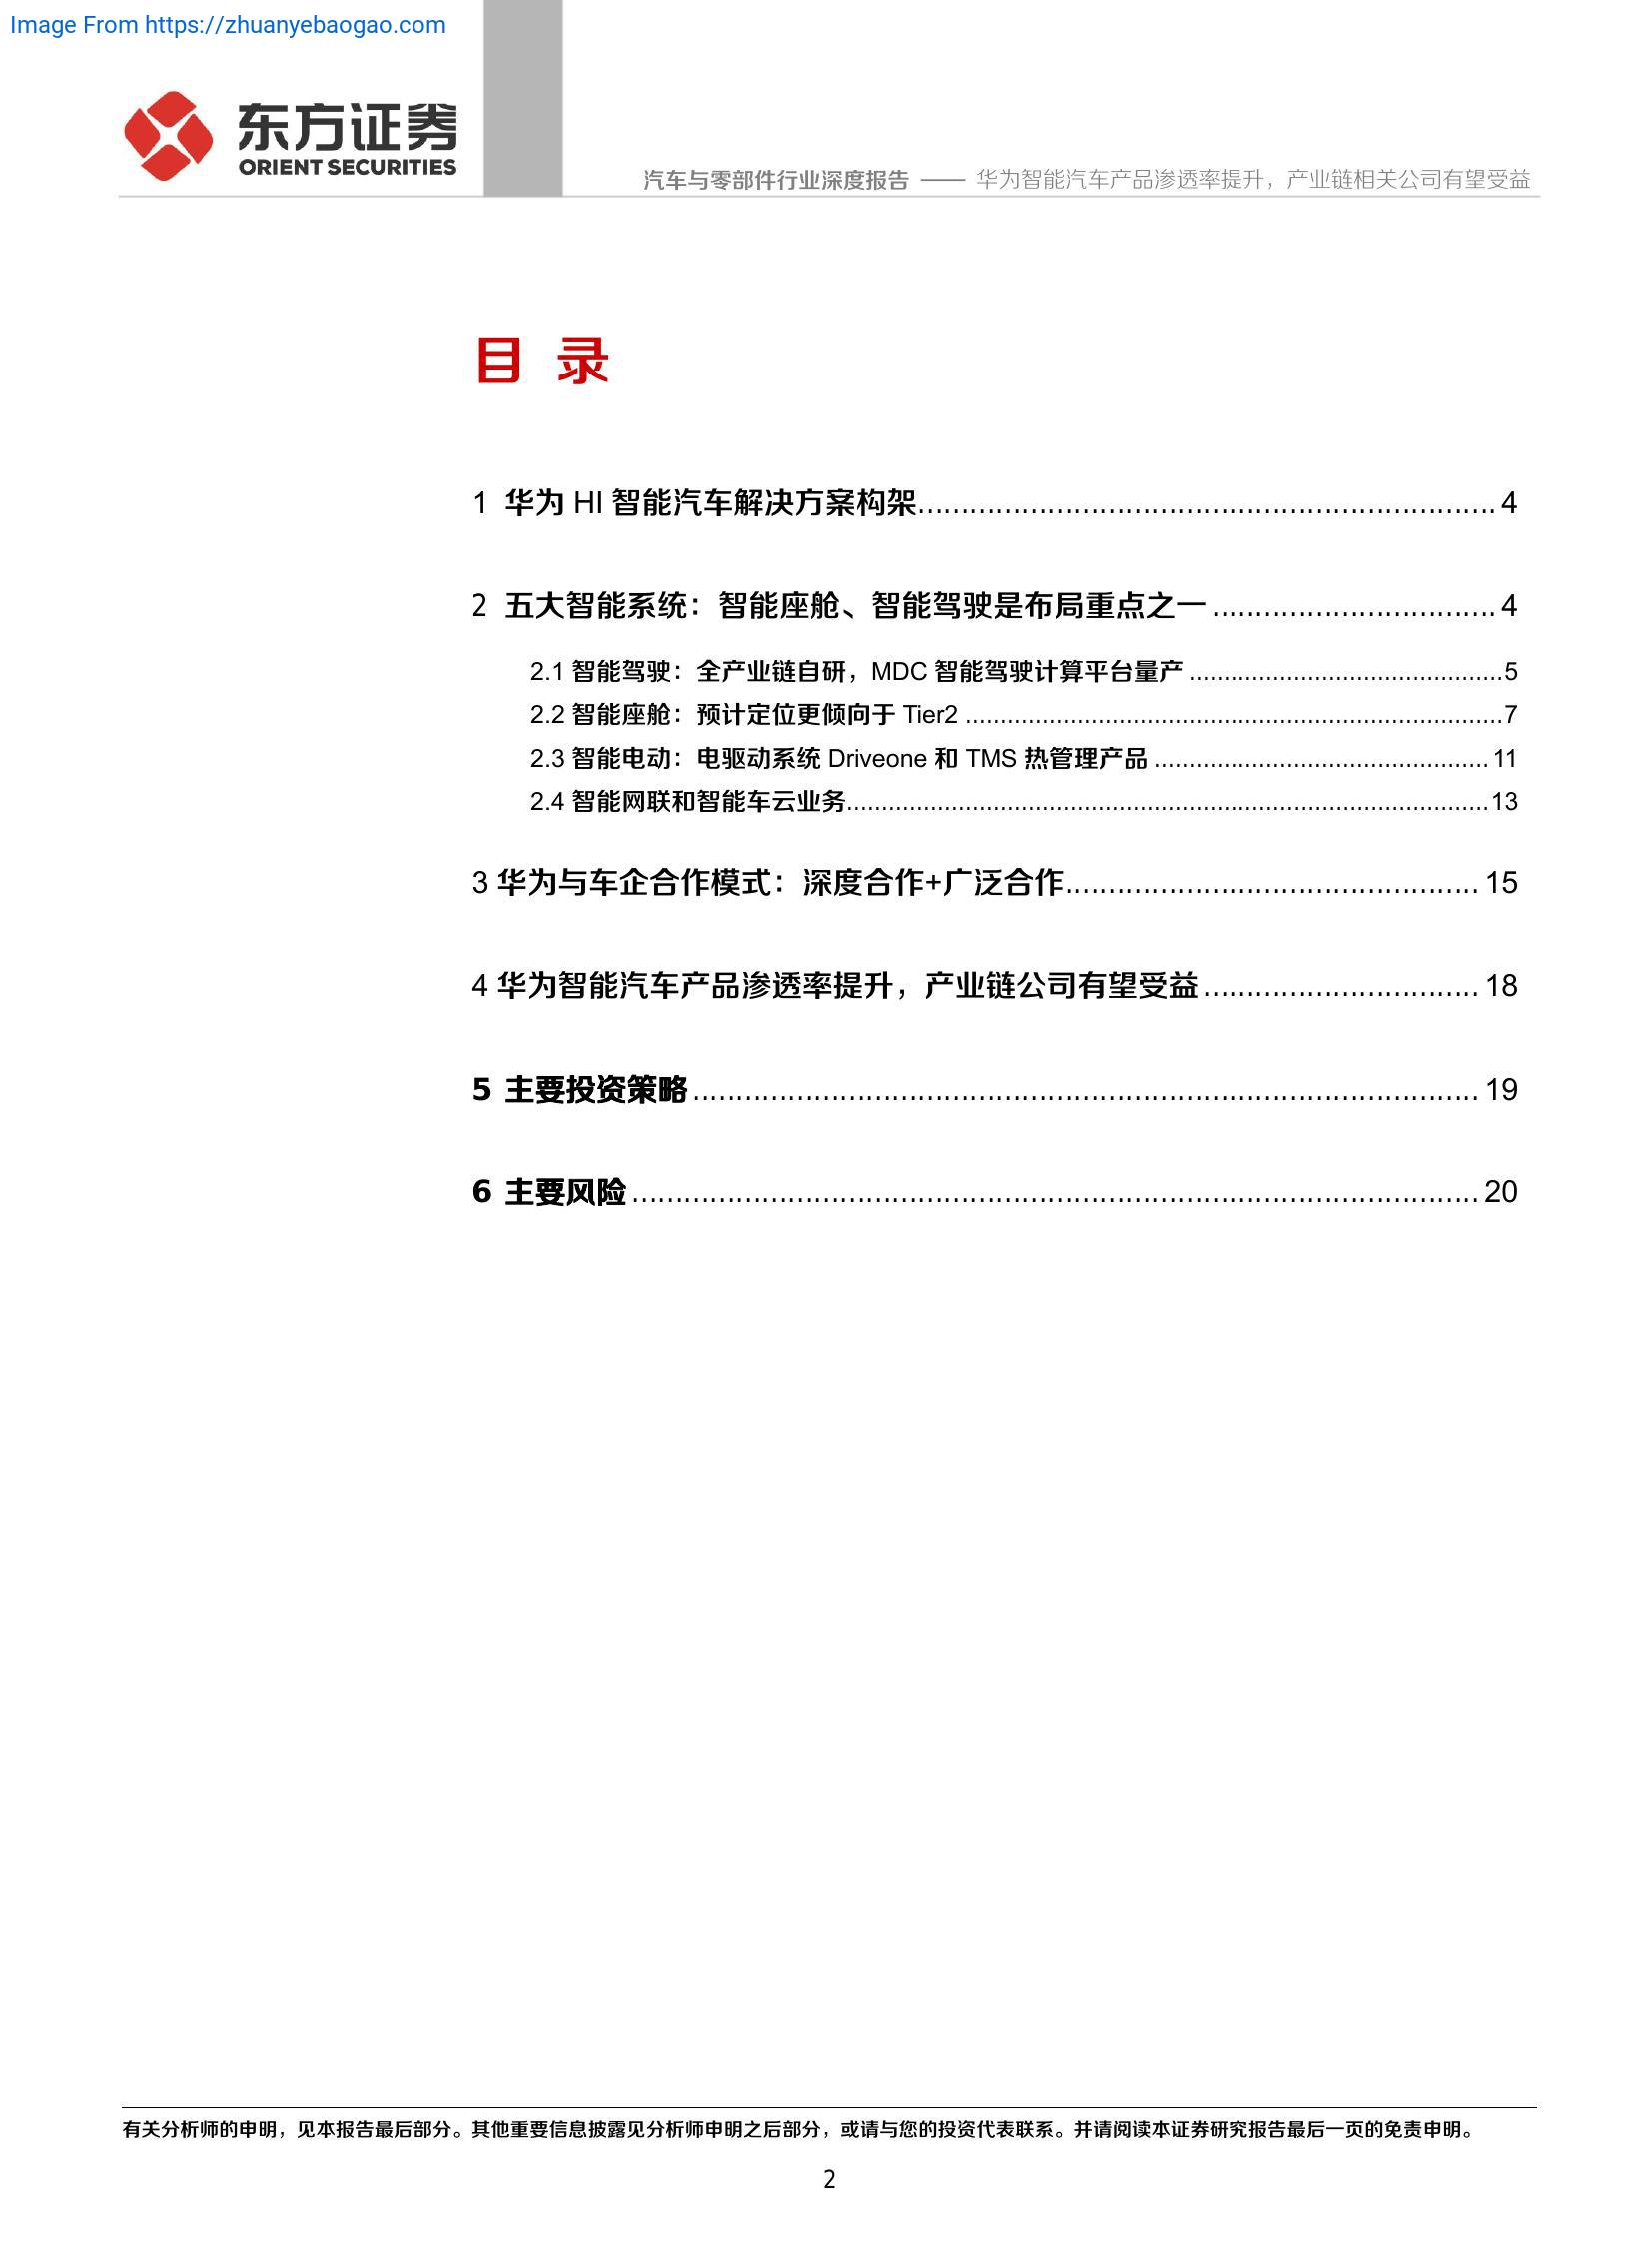 Image From https://zhuanyebaogao.com
东方证券
ORIENT SECURITIES
汽车与零部件行业深度报告 —— 华为智能汽车产品渗透率提升，产业链相关公司有望受益
目 录
1 华为 HI 智能汽车解决方案构架 4
2 五大智能系统：智能座舱、智能驾驶是布局重点之一 4
2.1 智能驾驶：全产业链自研，MDC 智能驾驶计算平台量产 5
2.2 智能座舱：预计定位更倾向于 Tier2 7
2.3 智能电动：电驱动系统 Driveone 和 TMS 热管理产品 11
2.4 智能网联和智能车云业务 13
3 华为与车企合作模式：深度合作+广泛合作 15
4 华为智能汽车产品渗透率提升，产业链公司有望受益 18
5 主要投资策略 19
6 主要风险 20
有关分析师的申明，见本报告最后部分。其他重要信息披露见分析师申明之后部分，或请与您的投资代表联系。并请阅读本证券研究报告最后一页的免责申明。
2